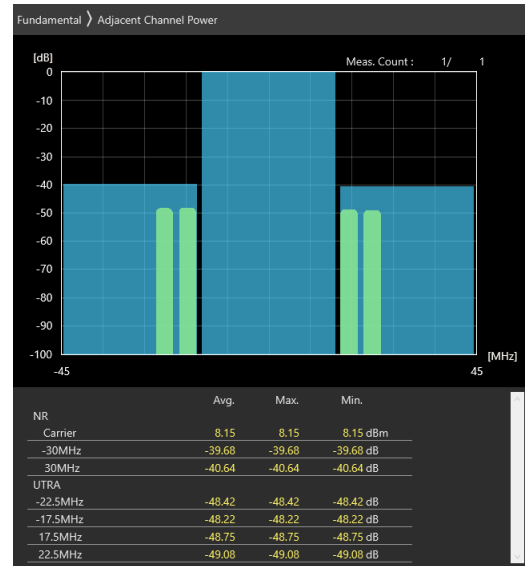 Fundamental ❭ Adjacent Channel Power
[dB]
Meas. Count : 1/ 1
0
-10
-20
-30
-40
-50
-60
-70
-80
-90
-100
[MHz]
-45 45
Avg. Max. Min.
NR
Carrier 8.15 8.15 8.15 dBm
-30MHz -39.68 -39.68 -39.68 dB
30MHz -40.64 -40.64 -40.64 dB
UTRA
-22.5MHz -48.42 -48.42 -48.42 dB
-17.5MHz -48.22 -48.22 -48.22 dB
17.5MHz -48.75 -48.75 -48.75 dB
22.5MHz -49.08 -49.08 -49.08 dB